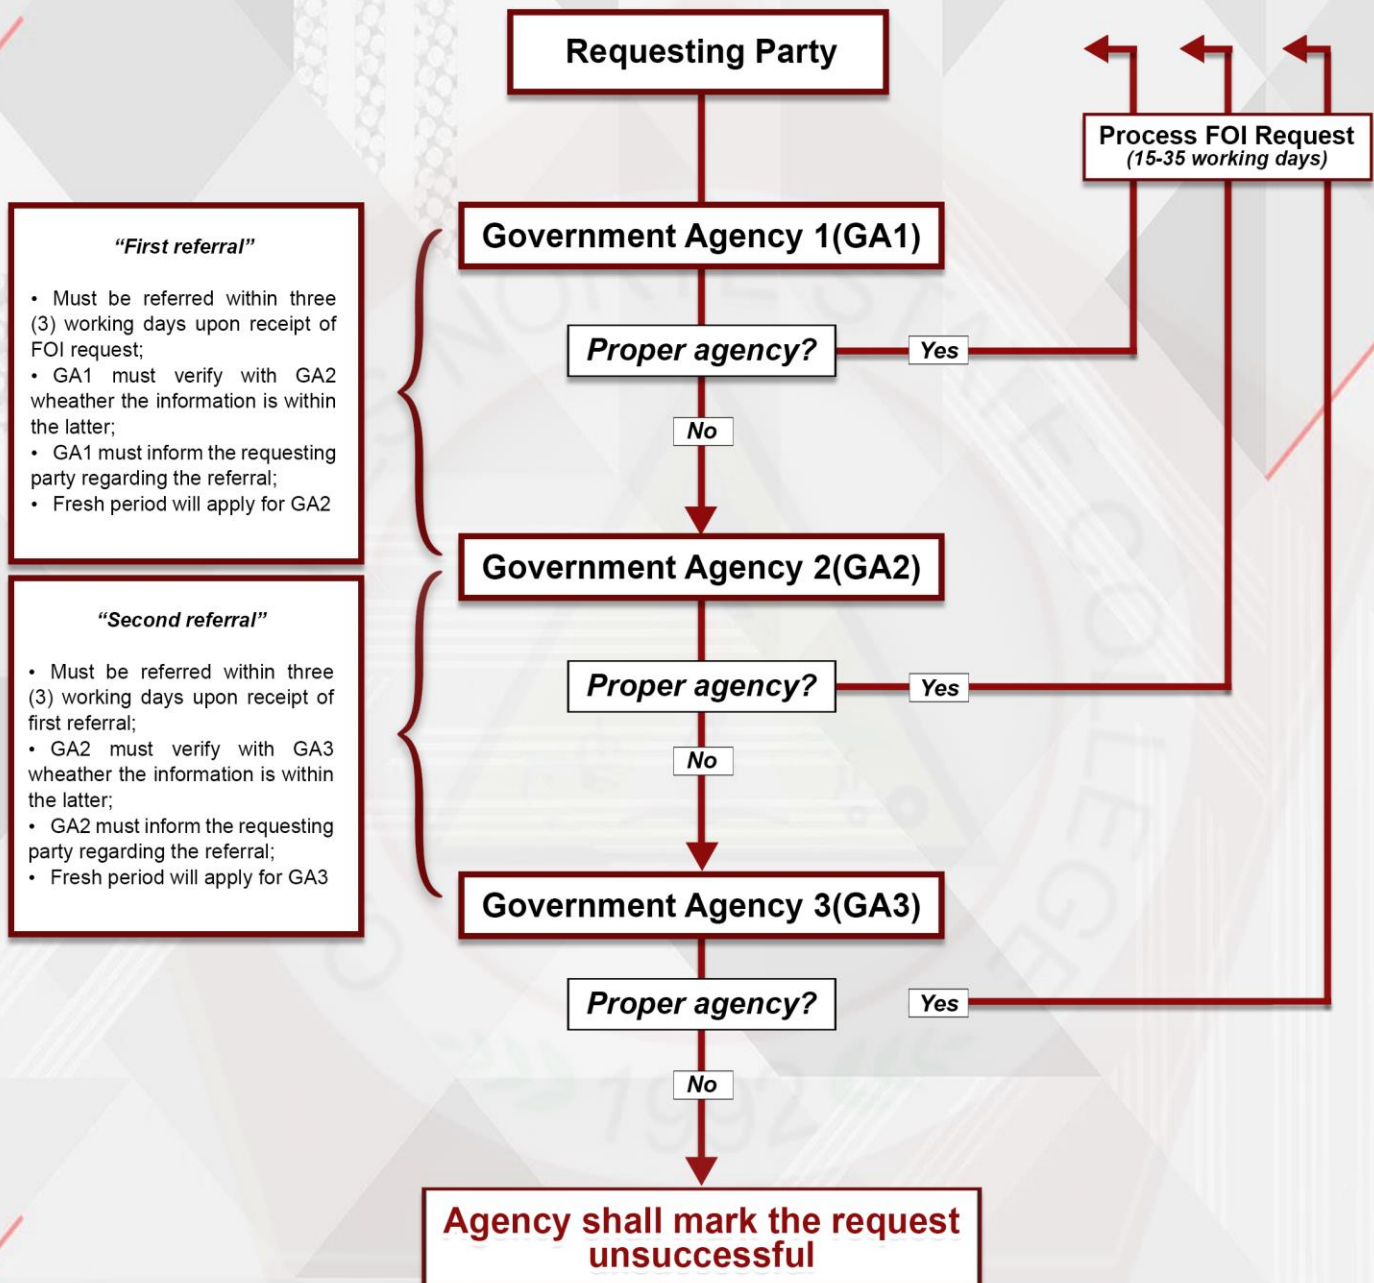 Requesting Party
Process FOI Request
(15-35 working days)
Government Agency 1(GA1)
Proper agency?
Yes
No
“First referral”
• Must be referred within three
(3) working days upon receipt of
FOI request;
• GA1 must verify with GA2
wheather the information is within
the latter;
• GA1 must inform the requesting
party regarding the referral;
• Fresh period will apply for GA2
Government Agency 2(GA2)
Proper agency?
Yes
No
“Second referral”
• Must be referred within three
(3) working days upon receipt of
first referral;
• GA2 must verify with GA3
wheather the information is within
the latter;
• GA2 must inform the requesting
party regarding the referral;
• Fresh period will apply for GA3
Government Agency 3(GA3)
Proper agency?
Yes
No
Agency shall mark the request
unsuccessful
STATE COLLEGE
1992